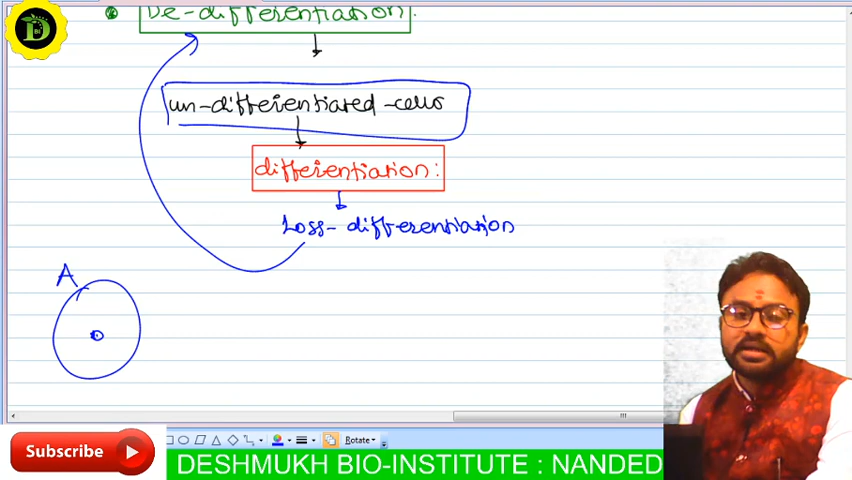 De-differentiation:
un-differentiated-cells
differentiation:
Loss-differentiation
A
D
Rotate
Subscribe
DESHMUKH BIO-INSTITUTE : NANDED